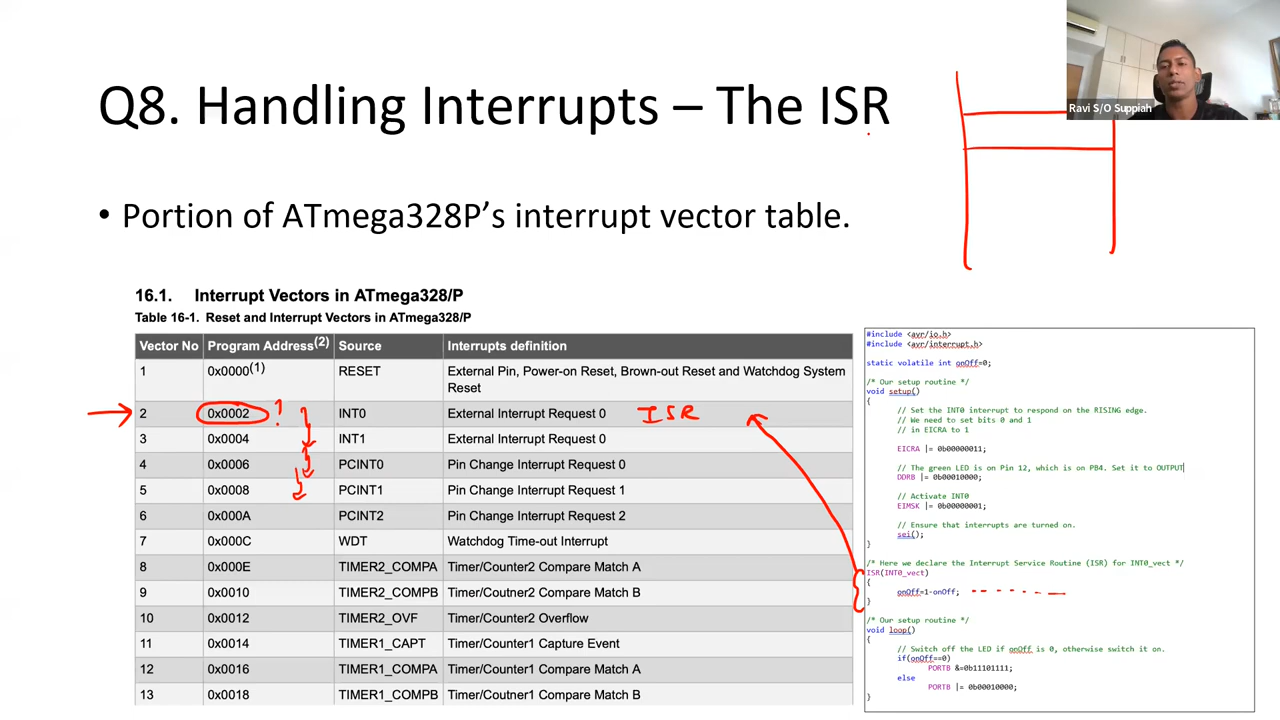 Q8. Handling Interrupts – The ISR
Ravi S/O Suppiah
• Portion of ATmega328P’s interrupt vector table.
16.1. Interrupt Vectors in ATmega328/P
Table 16-1. Reset and Interrupt Vectors in ATmega328/P
Vector No Program Address(2) Source Interrupts definition
1 0x0000(1) RESET External Pin, Power-on Reset, Brown-out Reset and Watchdog System
Reset
2 0x0002 ? INT0 External Interrupt Request 0 ISR
3 0x0004 INT1 External Interrupt Request 0
4 0x0006 PCINT0 Pin Change Interrupt Request 0
5 0x0008 PCINT1 Pin Change Interrupt Request 1
6 0x000A PCINT2 Pin Change Interrupt Request 2
7 0x000C WDT Watchdog Time-out Interrupt
8 0x000E TIMER2_COMPA Timer/Counter2 Compare Match A
9 0x0010 TIMER2_COMPB Timer/Coutner2 Compare Match B
10 0x0012 TIMER2_OVF Timer/Counter2 Overflow
11 0x0014 TIMER1_CAPT Timer/Counter1 Capture Event
12 0x0016 TIMER1_COMPA Timer/Counter1 Compare Match A
13 0x0018 TIMER1_COMPB Timer/Coutner1 Compare Match B
#include <avr/io.h>
#include <avr/interrupt.h>
static volatile int onOff=0;
/* Our setup routine */
void setup()
{
// Set the INT0 interrupt to respond on the RISING edge.
// We need to set bits 0 and 1
// in EICRA to 1
EICRA |= 0b00000011;
// The green LED is on Pin 12, which is on PB4. Set it to OUTPUT
DDRB |= 0b00010000;
// Activate INT0
EIMSK |= 0b00000001;
// Ensure that interrupts are turned on.
sei();
}
/* Here we declare the Interrupt Service Routine (ISR) for INT0_vect */
ISR(INT0_vect)
{
onOff=1-onOff;
}
/* Our setup routine */
void loop()
{
// Switch off the LED if onOff is 0, otherwise switch it on.
if(onOff==0)
PORTB &=0b11101111;
else
PORTB |= 0b00010000;
}